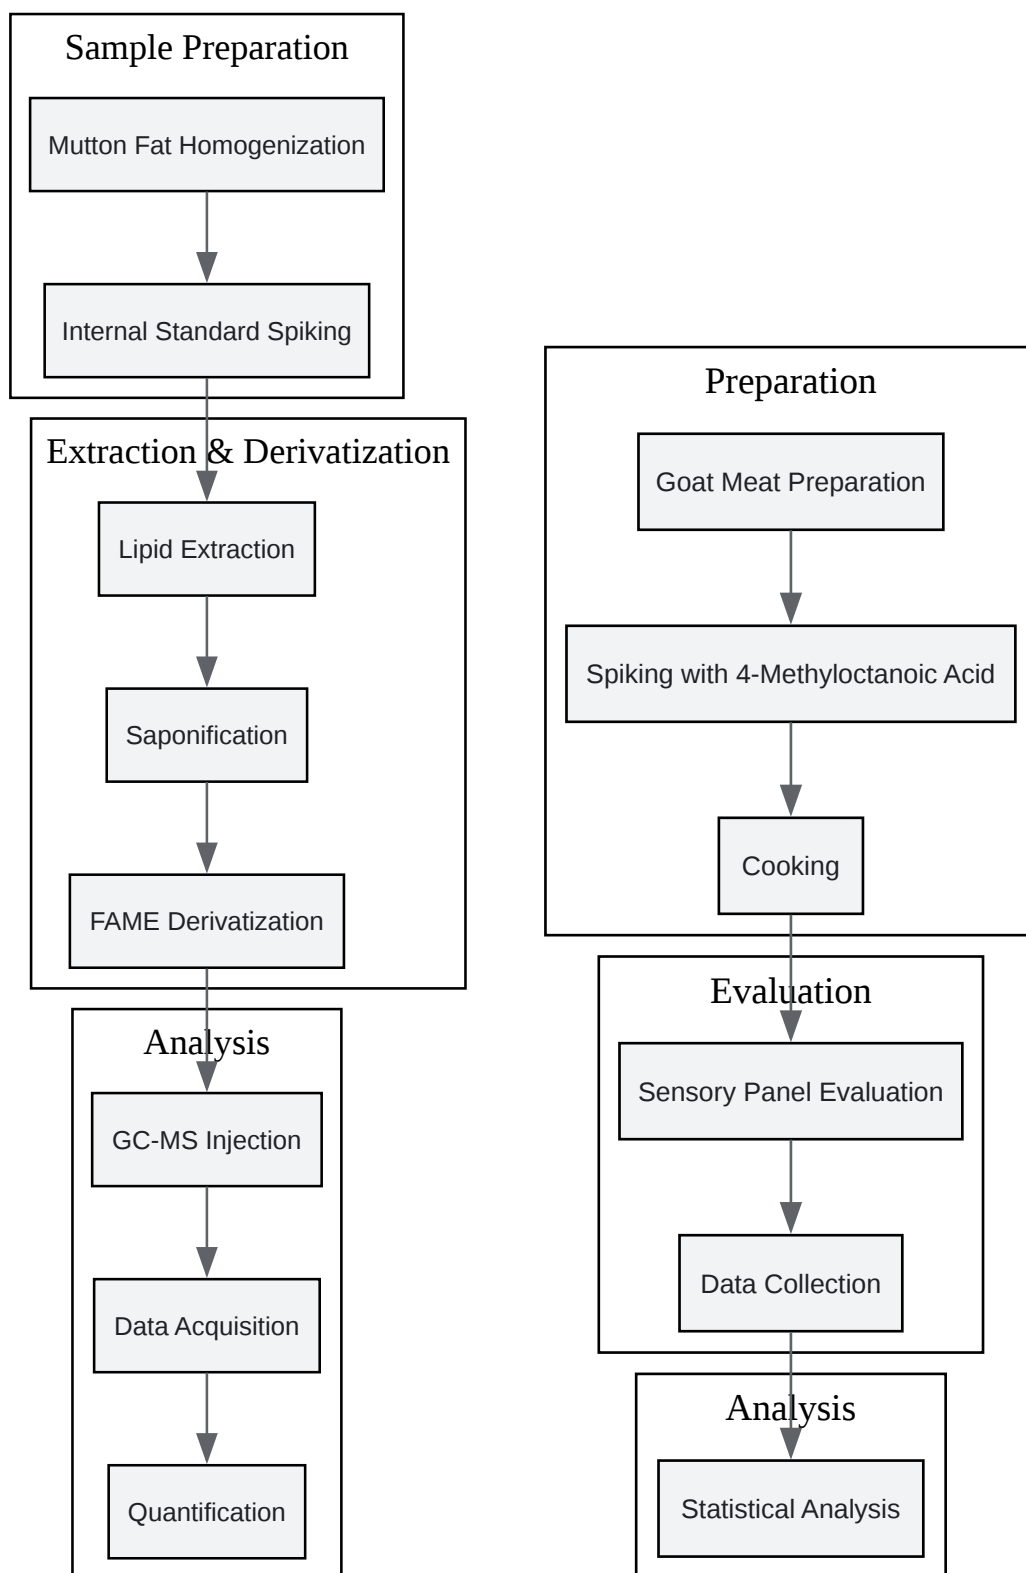 Sample Preparation
Mutton Fat Homogenization
Internal Standard Spiking
Extraction & Derivatization
Lipid Extraction
Saponification
FAME Derivatization
Analysis
GC-MS Injection
Data Acquisition
Quantification
Preparation
Goat Meat Preparation
Spiking with 4-Methyloctanoic Acid
Cooking
Evaluation
Sensory Panel Evaluation
Data Collection
Analysis
Statistical Analysis